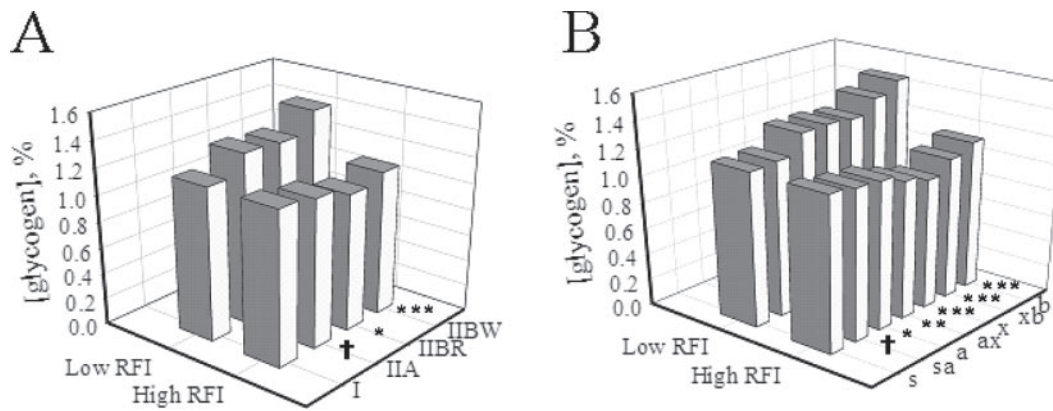 A
[glycogen], %
1.6
1.4
1.2
1.0
0.8
0.6
0.4
0.2
0.0
Low RFI
High RFI
I
IIA
IIBR
IIBW
†
*
***
B
[glycogen], %
1.6
1.4
1.2
1.0
0.8
0.6
0.4
0.2
0.0
Low RFI
High RFI
s
sa
a
ax
x
xb
b
†
*
**
***
***
***